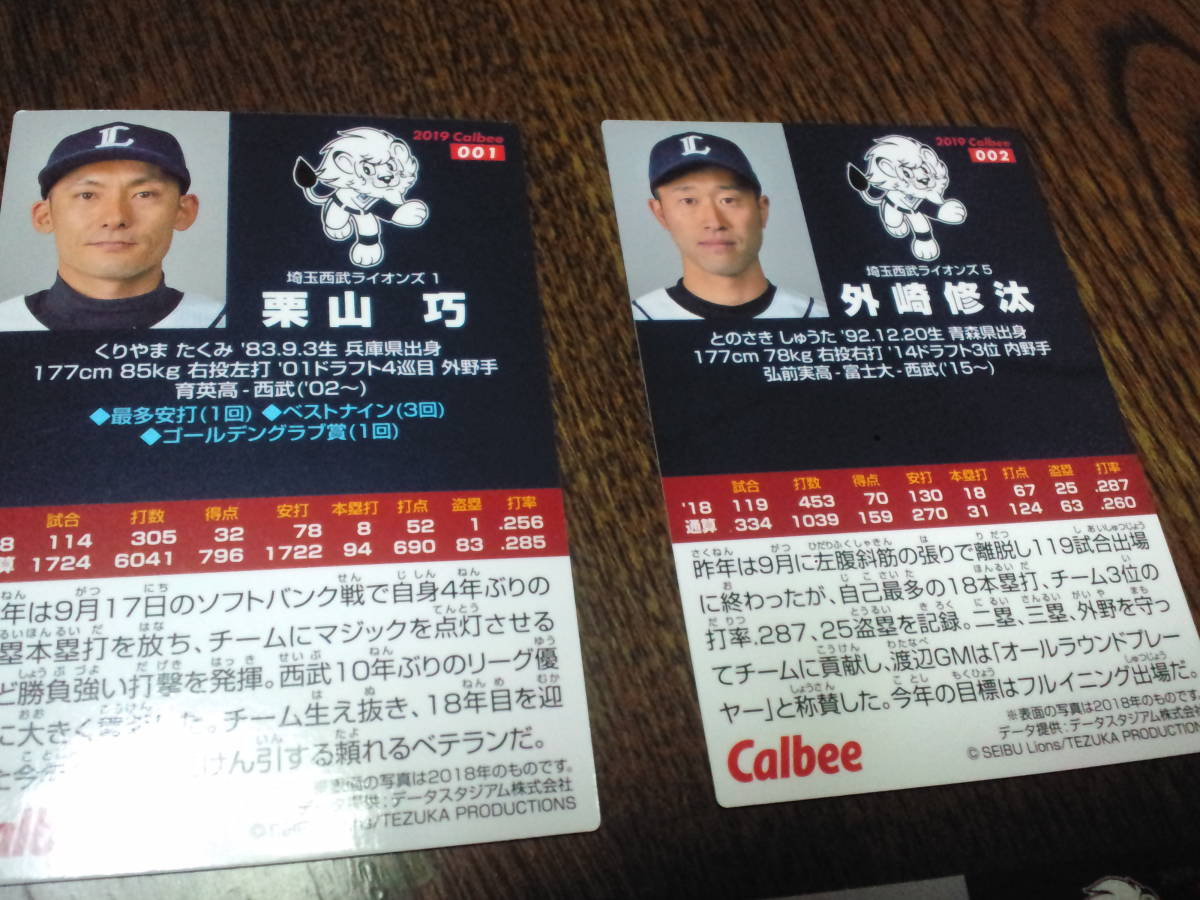 2019 Calbee
001
埼玉西武ライオンズ 1
栗山 巧
くりやま たくみ '83.9.3生 兵庫県出身
177cm 85kg 右投左打 '01ドラフト4巡目 外野手
育英高-西武('02〜)
◆最多安打(1回) ◆ベストナイン(3回)
◆ゴールデングラブ賞(1回)
試合 打数 得点 安打 本塁打 打点 盗塁 打率
8 114 305 32 78 8 52 1 .256
算 1724 6041 796 1722 94 690 83 .285
年は9月17日のソフトバンク戦で自身4年ぶりの
塁本塁打を放ち、チームにマジックを点灯させる
ど勝負強い打撃を発揮。西武10年ぶりのリーグ優
に大きく した。チーム生え抜き、18年目を迎
た今 けん引する頼れるベテランだ。
表面の写真は2018年のものです。
データ提供:データスタジアム株式会社
© SEIBU Lions/TEZUKA PRODUCTIONS
2019 Calbee
002
埼玉西武ライオンズ 5
外崎修汰
とのさき しゅうた '92.12.20生 青森県出身
177cm 78kg 右投右打 '14ドラフト3位 内野手
弘前実高-富士大-西武('15〜)
試合 打数 得点 安打 本塁打 打点 盗塁 打率
'18 119 453 70 130 18 67 25 .287
通算 334 1039 159 270 31 124 63 .260
昨年は9月に左腹斜筋の張りで離脱し119試合出場
に終わったが、自己最多の18本塁打、チーム3位の
打率.287、25盗塁を記録。二塁、三塁、外野を守っ
てチームに貢献し、渡辺GMは「オールラウンドプレー
ヤー」と称賛した。今年の目標はフルイニング出場だ。
※表面の写真は2018年のものです
データ提供:データスタジアム株式会
© SEIBU Lions/TEZUKA PRODUCTION
Calbee